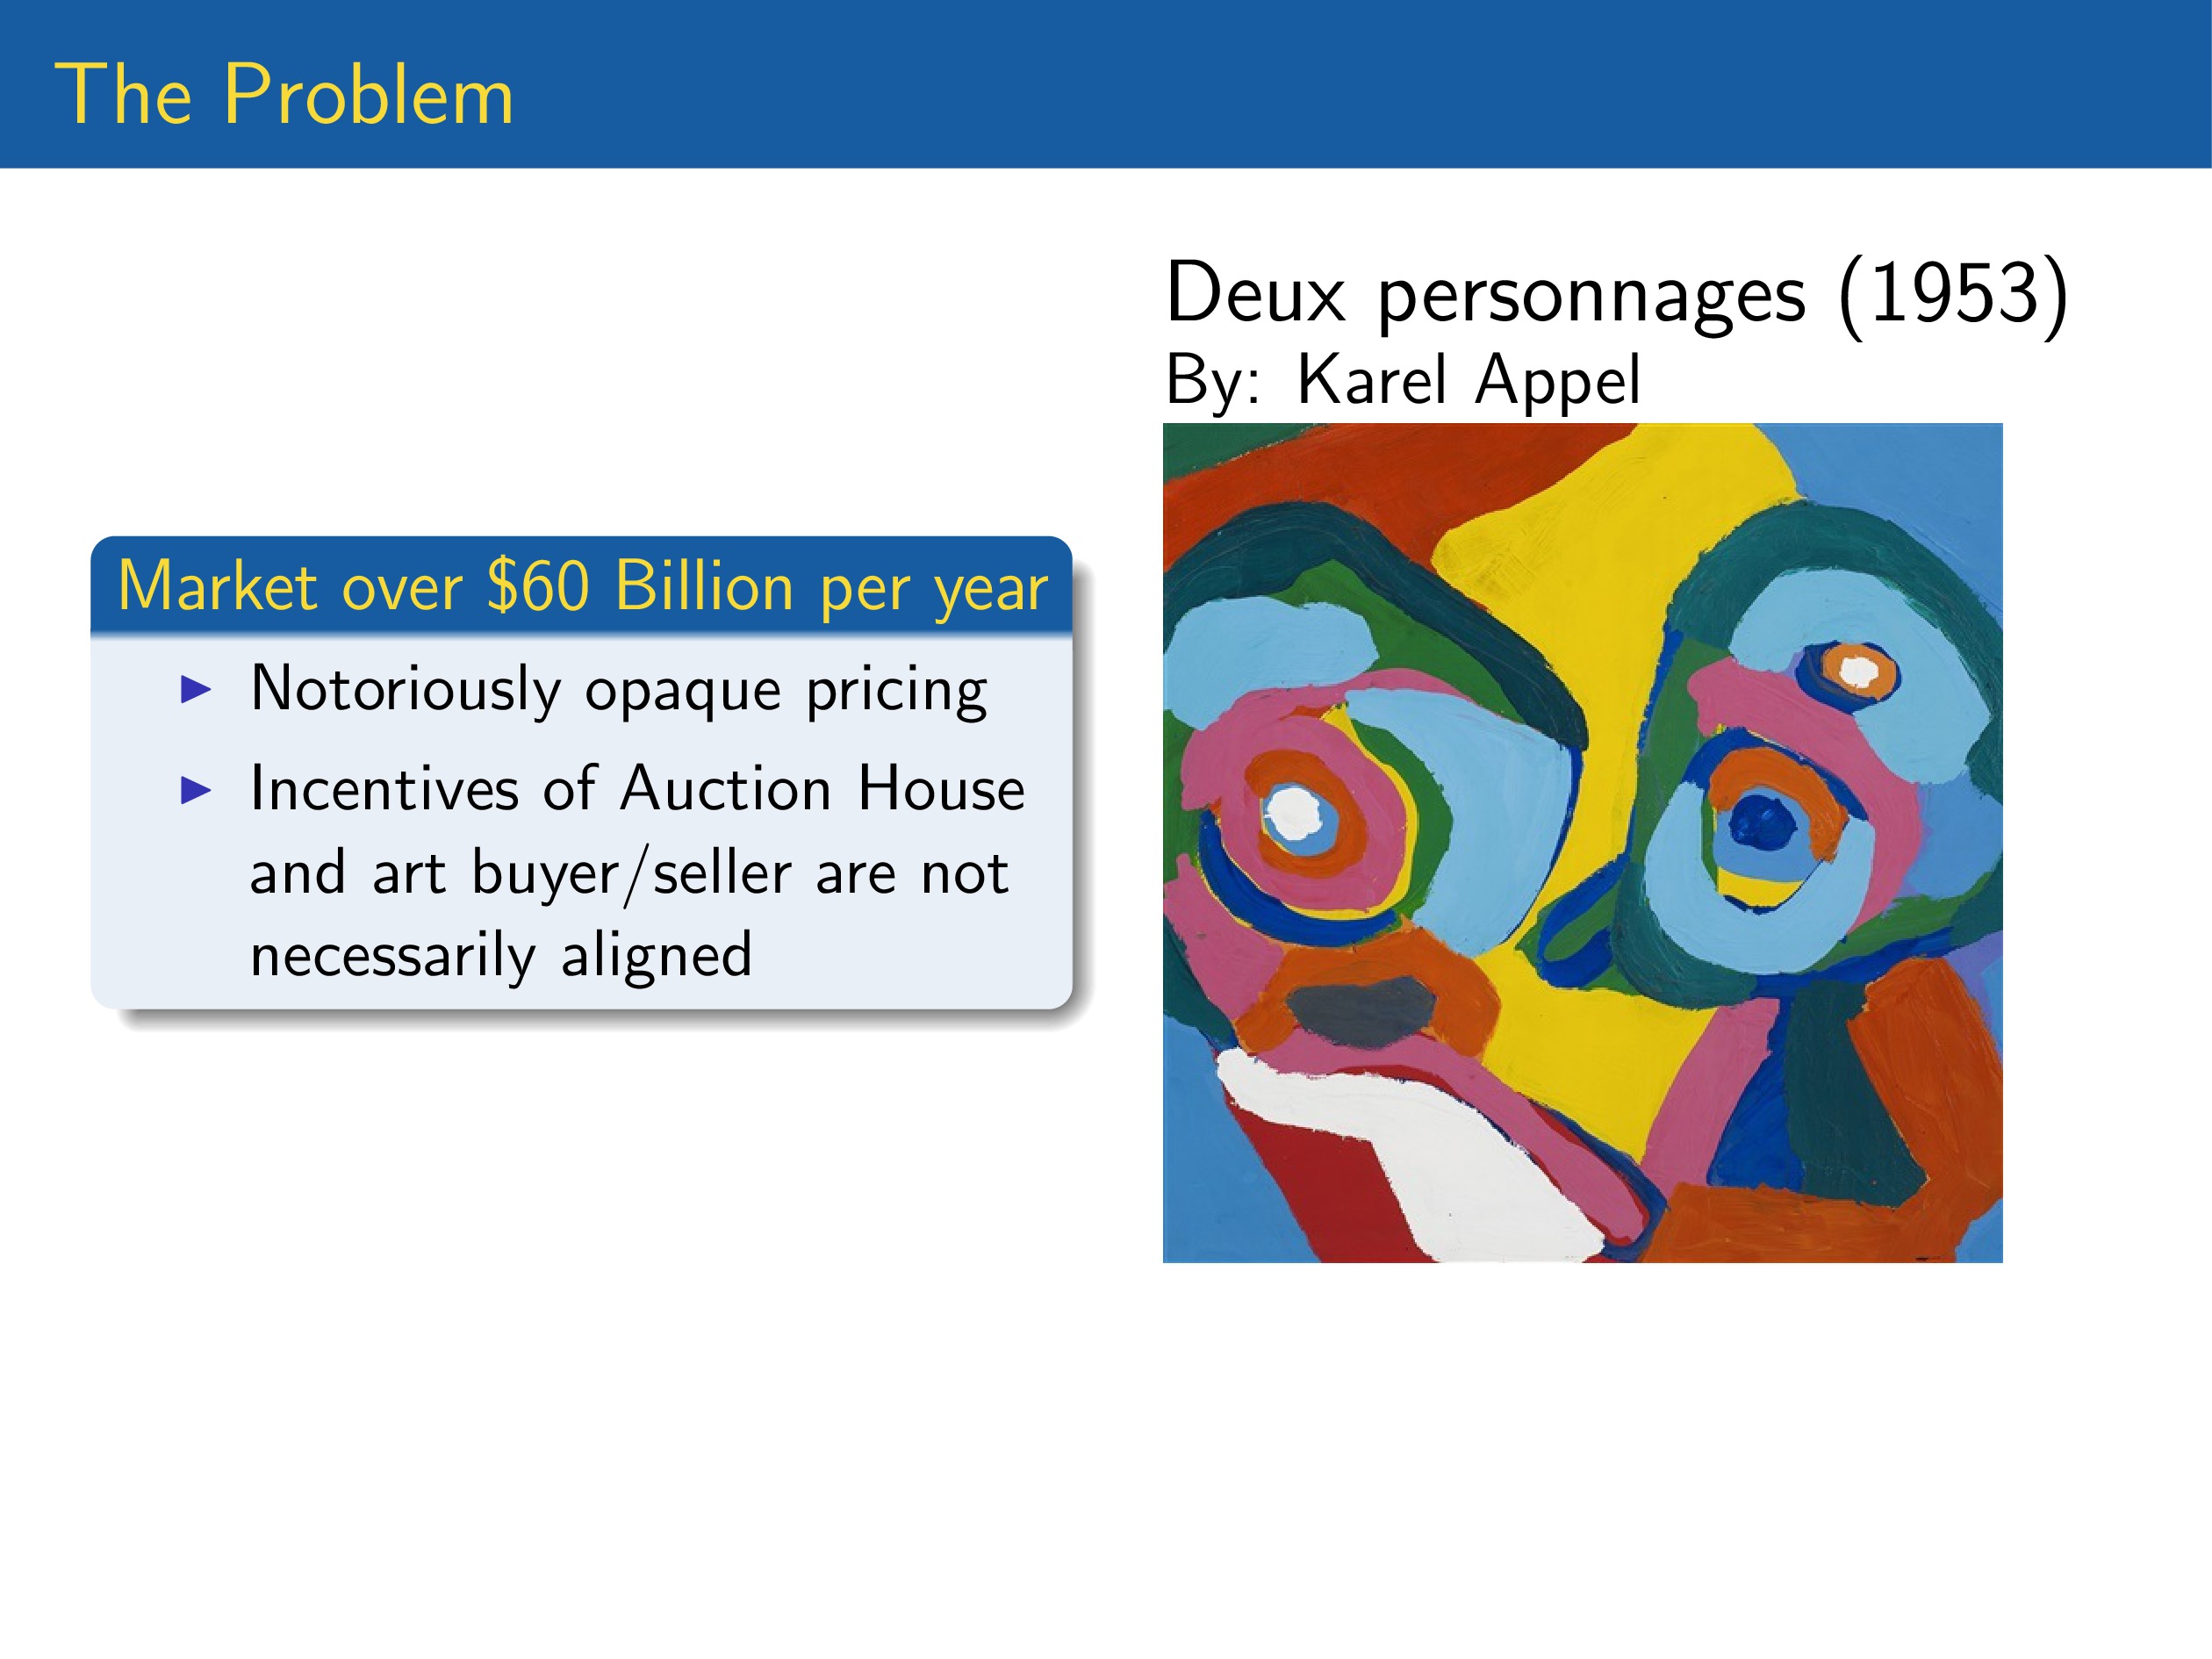 The Problem
Market over $60 Billion per year
Notoriously opaque pricing
Incentives of Auction House
and art buyer/seller are not
necessarily aligned
Deux personnages (1953)
By: Karel Appel